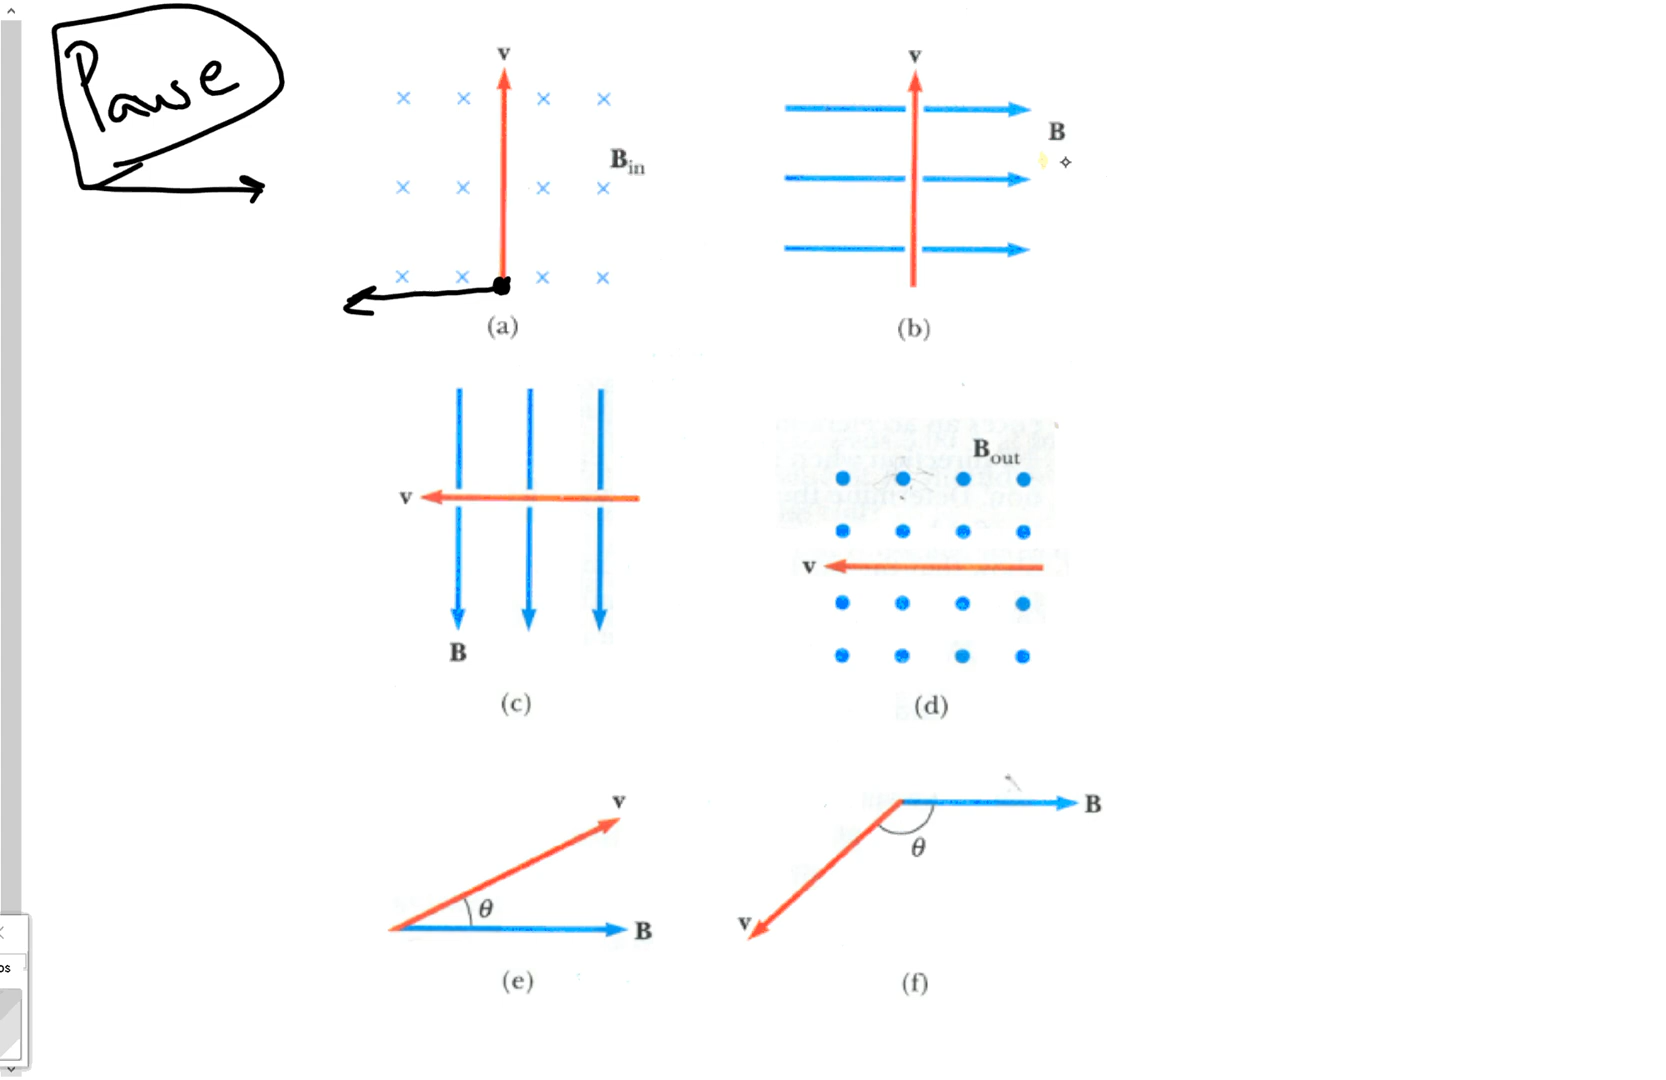 Pause
v
v
B
B_in
(a)
(b)
B_out
v
v
B
(c)
(d)
v
B
θ
θ
B
v
(e)
(f)